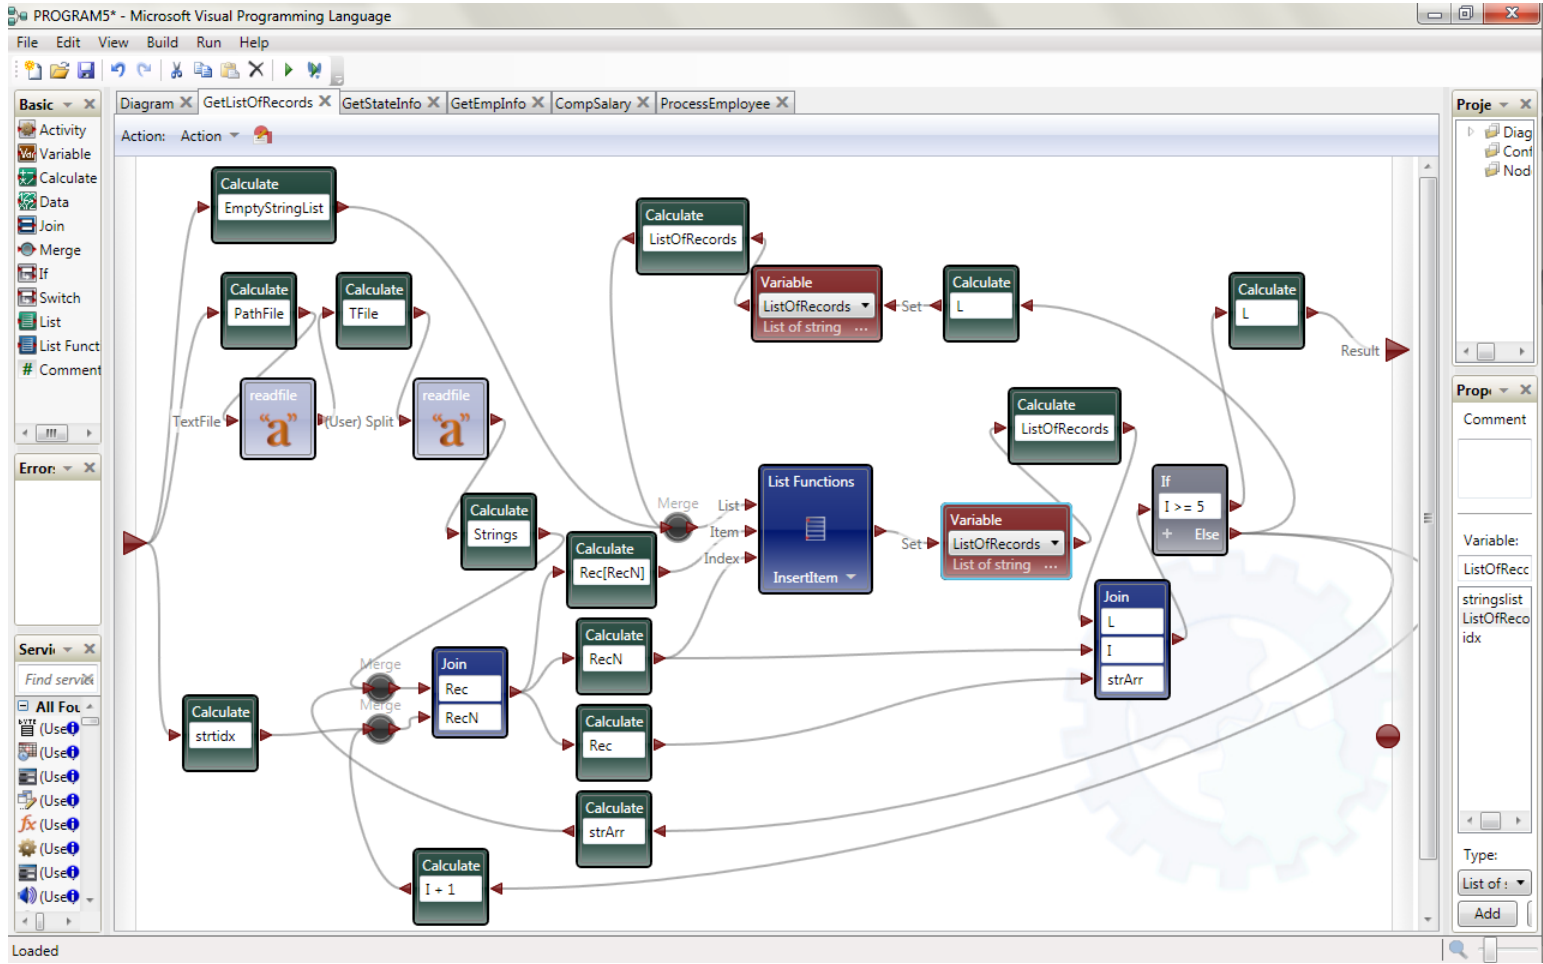 PROGRAM5* - Microsoft Visual Programming Language
File Edit View Build Run Help
Basic
Activity
Variable
Calculate
Data
Join
Merge
If
Switch
List
List Funct
# Comment
Error:
Servi
Find servic
All Fou
(Use
(Use
(Use
(Use
(Use
(Use
(Use
(Use
Diagram
GetListOfRecords
GetStateInfo
GetEmpInfo
CompSalary
ProcessEmployee
Action: Action
Calculate
EmptyStringList
Calculate
PathFile
Calculate
TFile
TextFile
readfile
"a"
(User) Split
readfile
"a"
Calculate
Strings
Calculate
strtidx
Merge
Merge
Join
Rec
RecN
Calculate
Rec[RecN]
Calculate
RecN
Calculate
Rec
Calculate
strArr
Calculate
I + 1
Calculate
ListOfRecords
Variable
ListOfRecords
List of string ...
Set
Calculate
L
Merge
List
Item
Index
List Functions
InsertItem
Set
Variable
ListOfRecords
List of string ...
Calculate
ListOfRecords
Join
L
I
strArr
If
I >= 5
+ Else
Calculate
L
Result
Proje
Diag
Conf
Nod
Prop
Comment
Variable:
ListOfRecc
stringslist
ListOfReco
idx
Type:
List of :
Add
Loaded